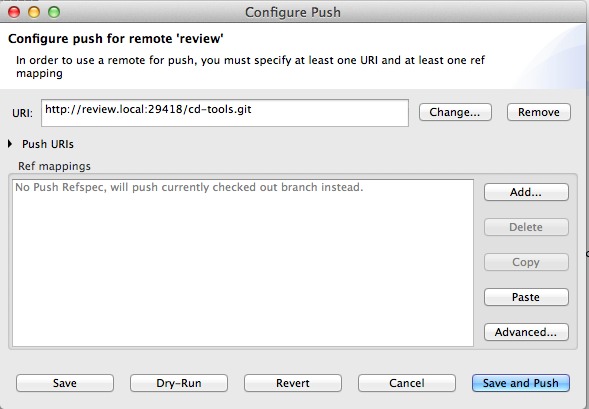 Configure Push
Configure push for remote 'review'
In order to use a remote for push, you must specify at least one URI and at least one ref
mapping
URI: http://review.local:29418/cd-tools.git Change... Remove
Push URIs
Ref mappings
No Push Refspec, will push currently checked out branch instead.
Add...
Delete
Copy
Paste
Advanced...
Save Dry-Run Revert Cancel Save and Push